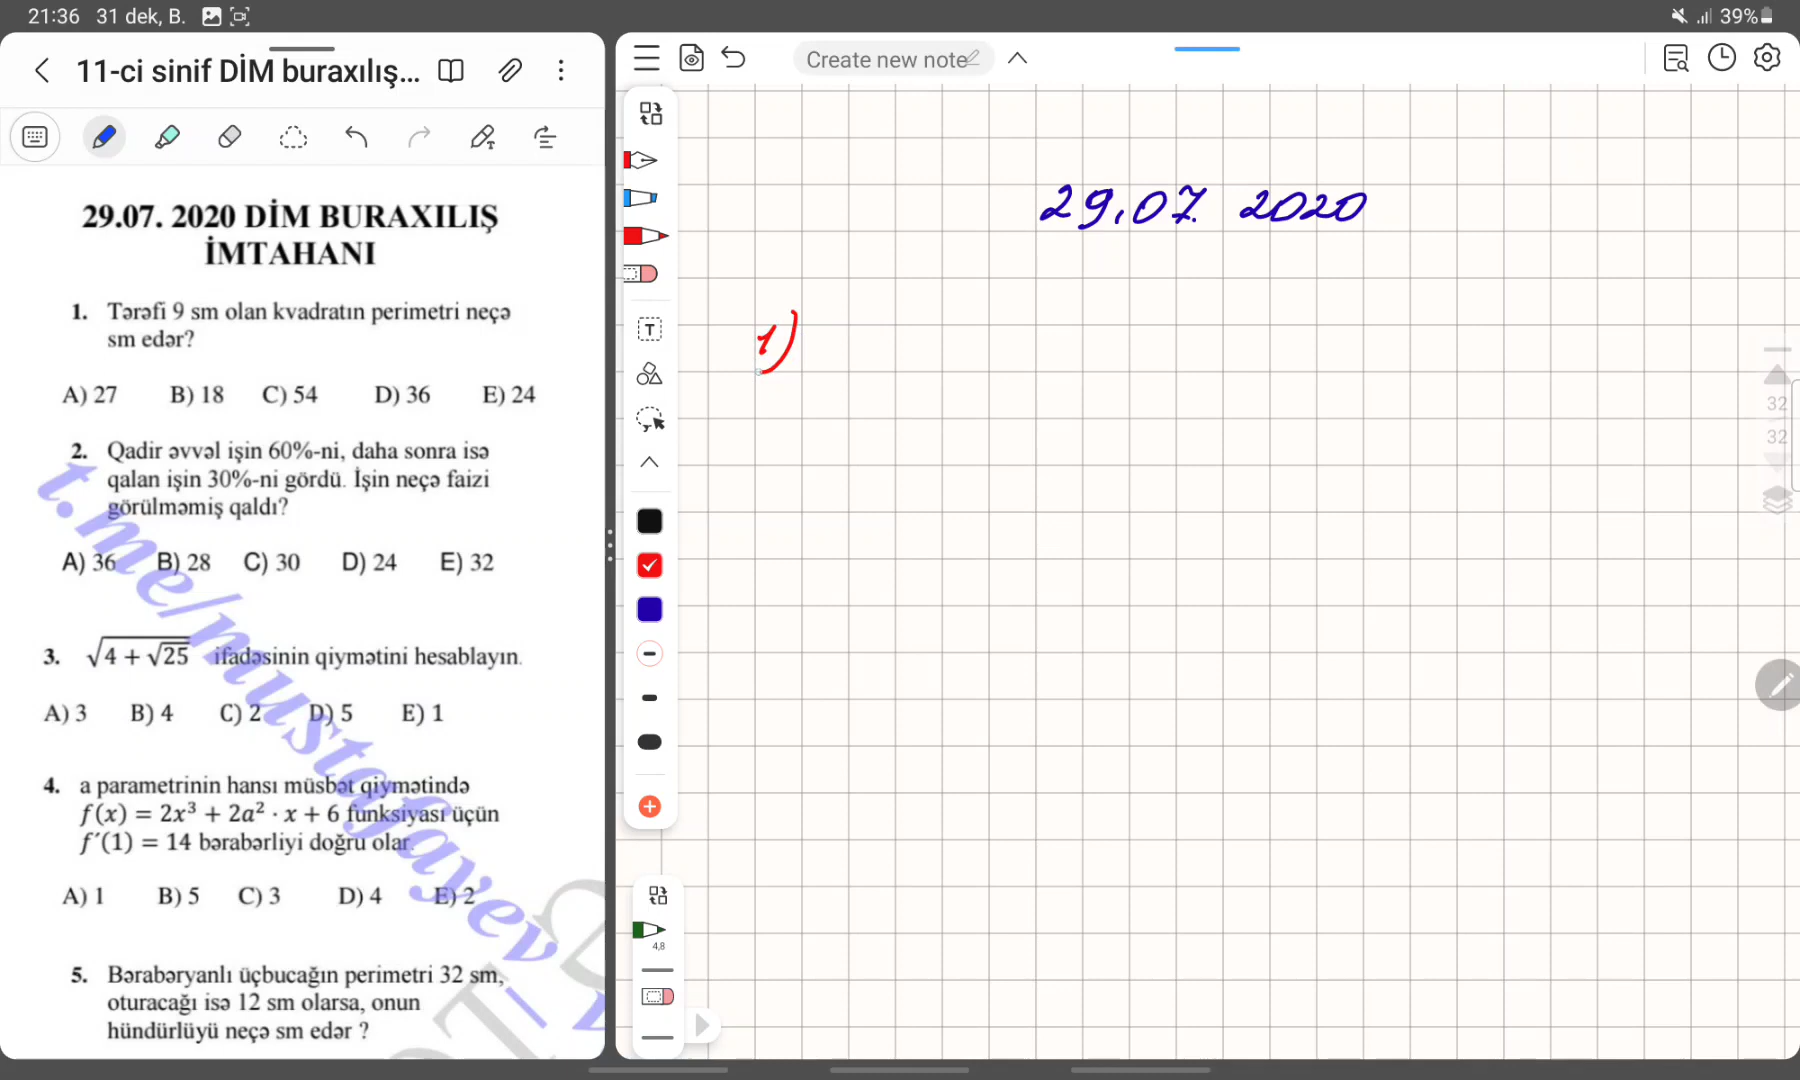 21:36 31 dek, B.
39%
11-ci sinif DİM buraxılış...
Create new note
29.07. 2020 DİM BURAXILIŞ
İMTAHANI
29.07. 2020
1. Tərəfi 9 sm olan kvadratın perimetri neçə
sm edər?
1)
A) 27 B) 18 C) 54 D) 36 E) 24
2. Qadir əvvəl işin 60%-ni, daha sonra isə
qalan işin 30%-ni gördü. İşin neçə faizi
görülməmiş qaldı?
A) 36 B) 28 C) 30 D) 24 E) 32
3. √(4 + √25) ifadəsinin qiymətini hesablayın.
A) 3 B) 4 C) 2 D) 5 E) 1
4. a parametrinin hansı müsbət qiymətində
f(x) = 2x³ + 2a² · x + 6 funksiyası üçün
f′(1) = 14 bərabərliyi doğru olar.
A) 1 B) 5 C) 3 D) 4 E) 2
5. Bərabəryanlı üçbucağın perimetri 32 sm,
oturacağı isə 12 sm olarsa, onun
hündürlüyü neçə sm edər ?
t.me/mustafayev_
T
32
32
4,8